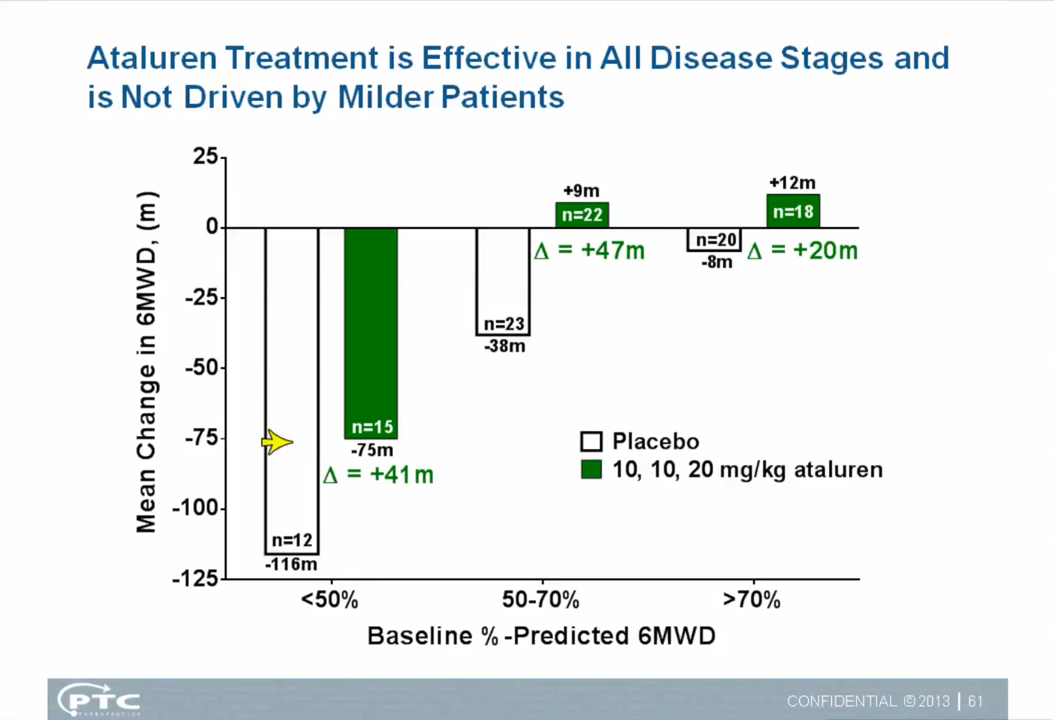 Ataluren Treatment is Effective in All Disease Stages and
is Not Driven by Milder Patients
Mean Change in 6MWD, (m)
25
0
-25
-50
-75
-100
-125
n=12
-116m
n=15
-75m
Δ = +41m
n=23
-38m
+9m
n=22
Δ = +47m
n=20
-8m
+12m
n=18
Δ = +20m
Placebo
10, 10, 20 mg/kg ataluren
<50%
50-70%
>70%
Baseline %-Predicted 6MWD
PTC
THERAPEUTICS
CONFIDENTIAL ©2013 | 61